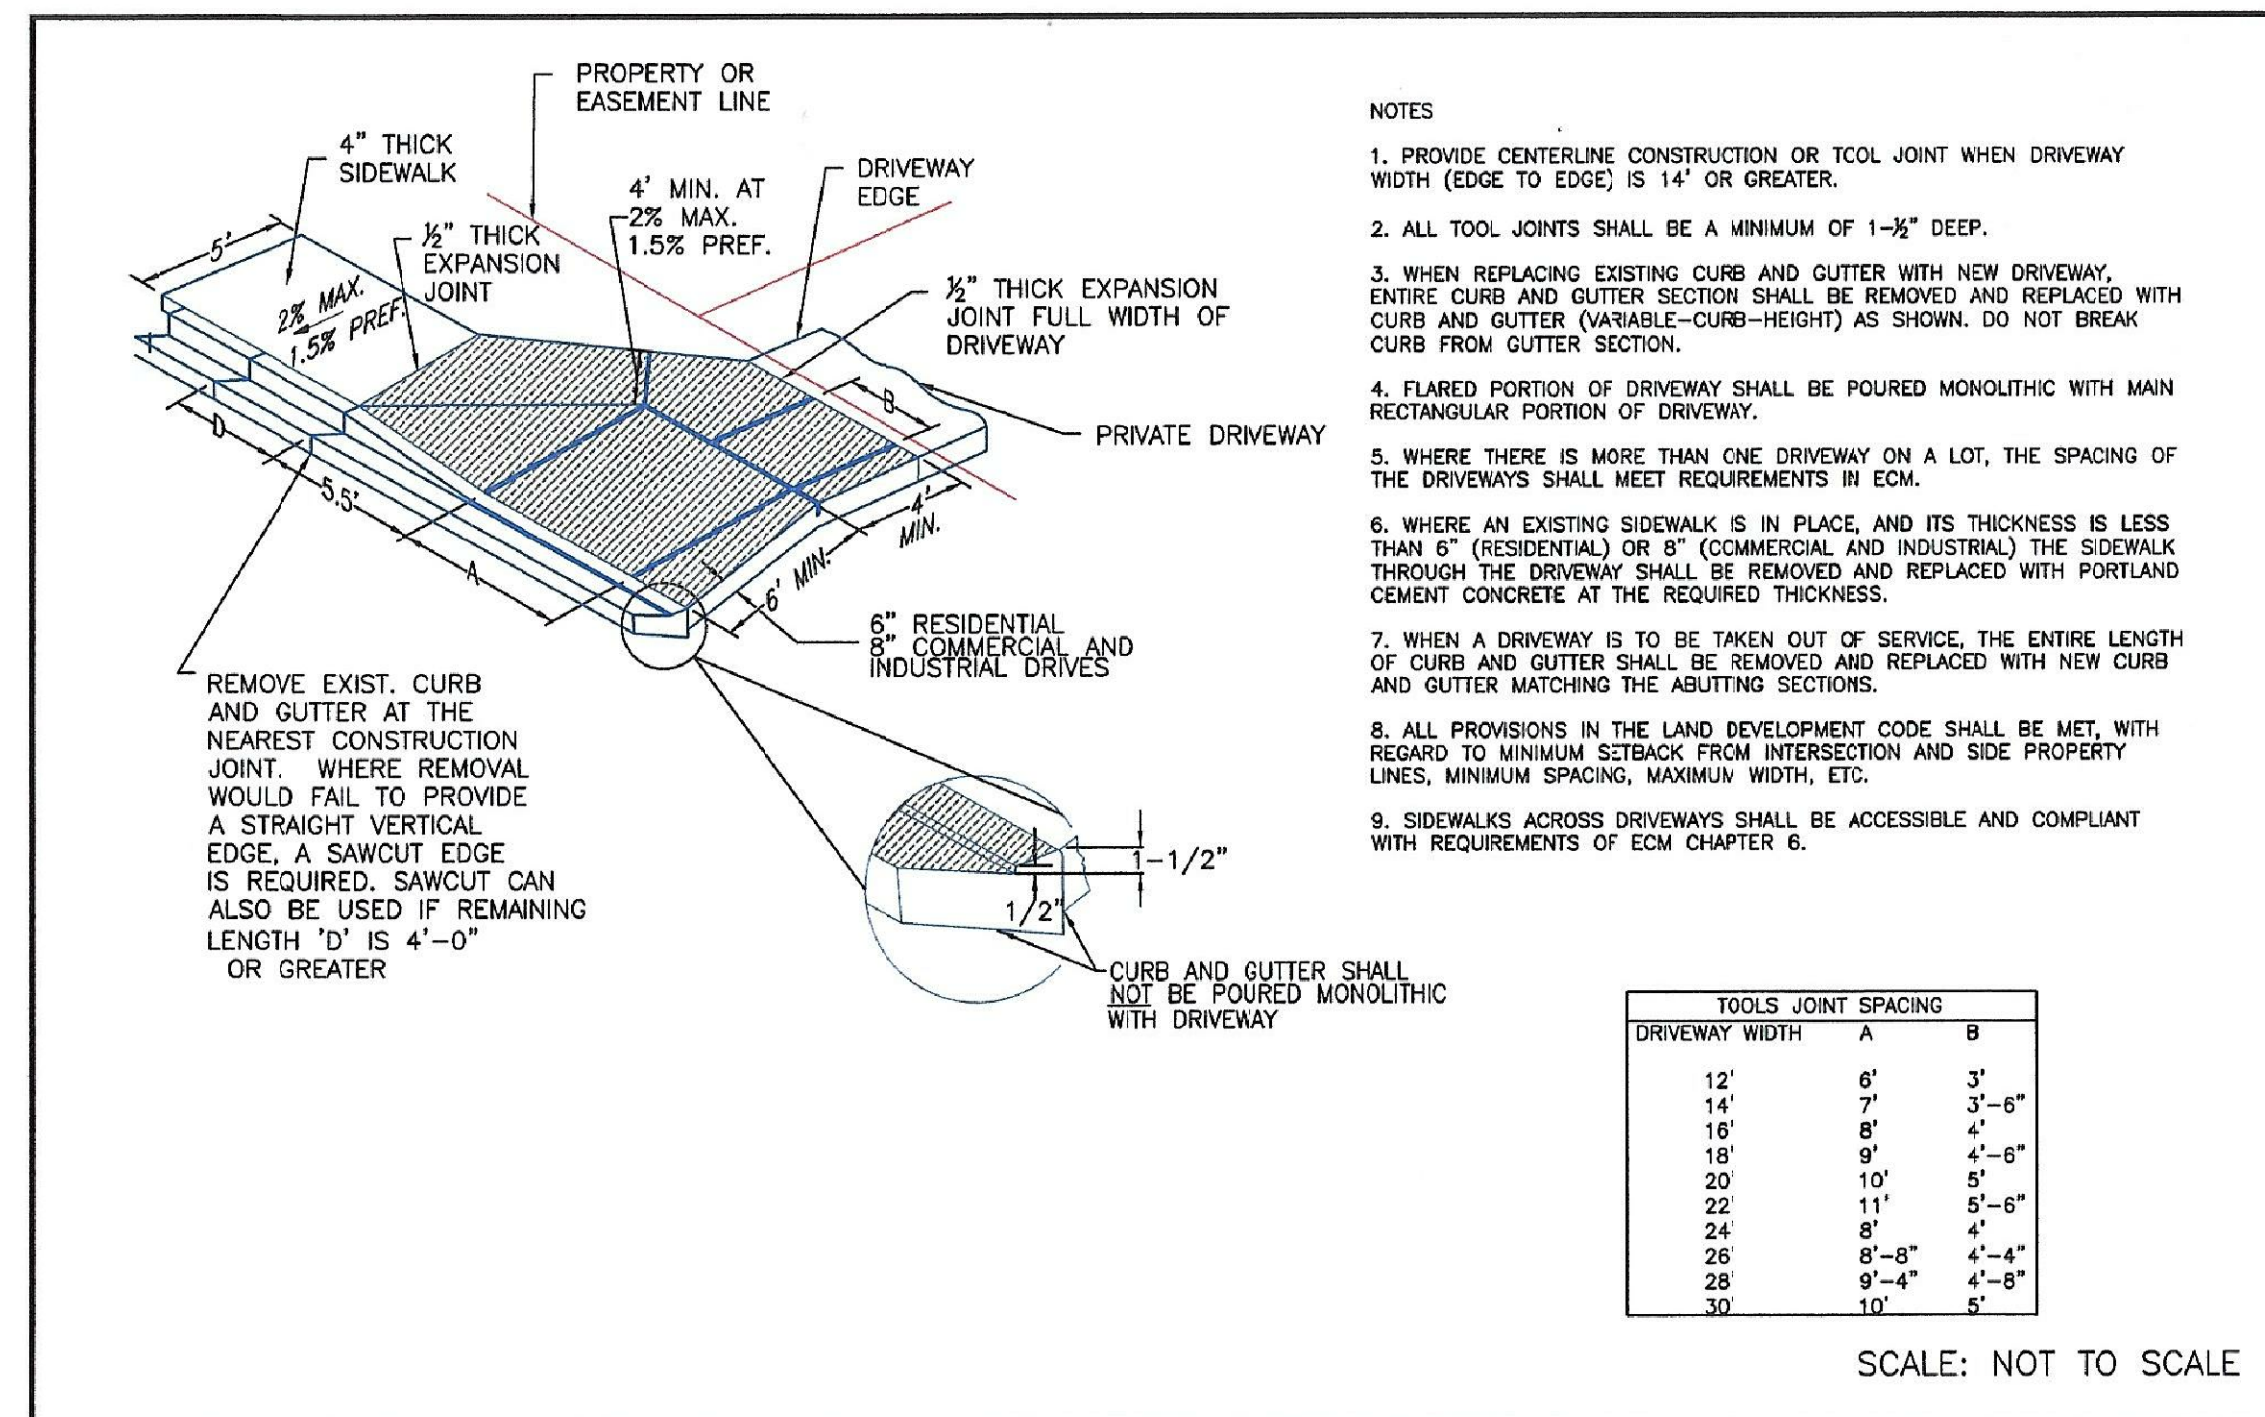 PROPERTY OR
EASEMENT LINE
4" THICK
SIDEWALK
½" THICK
EXPANSION
JOINT
4' MIN. AT
2% MAX.
1.5% PREF.
DRIVEWAY
EDGE
5'
2% MAX.
1.5% PREF.
½" THICK EXPANSION
JOINT FULL WIDTH OF
DRIVEWAY
B
PRIVATE DRIVEWAY
D
5.5'
A
4'
MIN.
6' MIN.
6" RESIDENTIAL
8" COMMERCIAL AND
INDUSTRIAL DRIVES
REMOVE EXIST. CURB
AND GUTTER AT THE
NEAREST CONSTRUCTION
JOINT. WHERE REMOVAL
WOULD FAIL TO PROVIDE
A STRAIGHT VERTICAL
EDGE, A SAWCUT EDGE
IS REQUIRED. SAWCUT CAN
ALSO BE USED IF REMAINING
LENGTH 'D' IS 4'-0"
OR GREATER
1-1/2"
1/2"
CURB AND GUTTER SHALL
NOT BE POURED MONOLITHIC
WITH DRIVEWAY
NOTES
1. PROVIDE CENTERLINE CONSTRUCTION OR TOOL JOINT WHEN DRIVEWAY
WIDTH (EDGE TO EDGE) IS 14' OR GREATER.
2. ALL TOOL JOINTS SHALL BE A MINIMUM OF 1-½" DEEP.
3. WHEN REPLACING EXISTING CURB AND GUTTER WITH NEW DRIVEWAY,
ENTIRE CURB AND GUTTER SECTION SHALL BE REMOVED AND REPLACED WITH
CURB AND GUTTER (VARIABLE-CURB-HEIGHT) AS SHOWN. DO NOT BREAK
CURB FROM GUTTER SECTION.
4. FLARED PORTION OF DRIVEWAY SHALL BE POURED MONOLITHIC WITH MAIN
RECTANGULAR PORTION OF DRIVEWAY.
5. WHERE THERE IS MORE THAN ONE DRIVEWAY ON A LOT, THE SPACING OF
THE DRIVEWAYS SHALL MEET REQUIREMENTS IN ECM.
6. WHERE AN EXISTING SIDEWALK IS IN PLACE, AND ITS THICKNESS IS LESS
THAN 6" (RESIDENTIAL) OR 8" (COMMERCIAL AND INDUSTRIAL) THE SIDEWALK
THROUGH THE DRIVEWAY SHALL BE REMOVED AND REPLACED WITH PORTLAND
CEMENT CONCRETE AT THE REQUIRED THICKNESS.
7. WHEN A DRIVEWAY IS TO BE TAKEN OUT OF SERVICE, THE ENTIRE LENGTH
OF CURB AND GUTTER SHALL BE REMOVED AND REPLACED WITH NEW CURB
AND GUTTER MATCHING THE ABUTTING SECTIONS.
8. ALL PROVISIONS IN THE LAND DEVELOPMENT CODE SHALL BE MET, WITH
REGARD TO MINIMUM SETBACK FROM INTERSECTION AND SIDE PROPERTY
LINES, MINIMUM SPACING, MAXIMUM WIDTH, ETC.
9. SIDEWALKS ACROSS DRIVEWAYS SHALL BE ACCESSIBLE AND COMPLIANT
WITH REQUIREMENTS OF ECM CHAPTER 6.
TOOLS JOINT SPACING
DRIVEWAY WIDTH A B
12' 6' 3'
14' 7' 3'-6"
16' 8' 4'
18' 9' 4'-6"
20' 10' 5'
22' 11' 5'-6"
24' 8' 4'
26' 8'-8" 4'-4"
28' 9'-4" 4'-8"
30' 10' 5'
SCALE: NOT TO SCALE